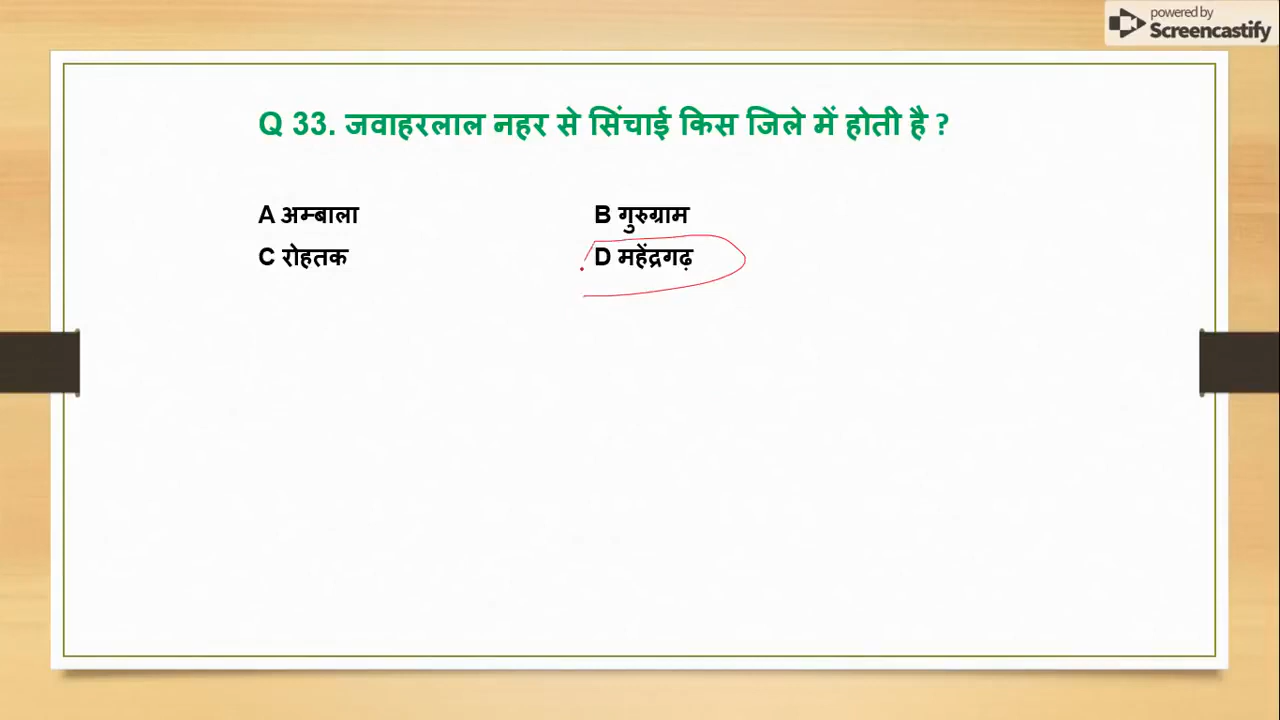 powered by
Screencastify
Q 33. जवाहरलाल नहर से सिंचाई किस जिले में होती है ?
A अम्बाला B गुरुग्राम
C रोहतक D महेंद्रगढ़